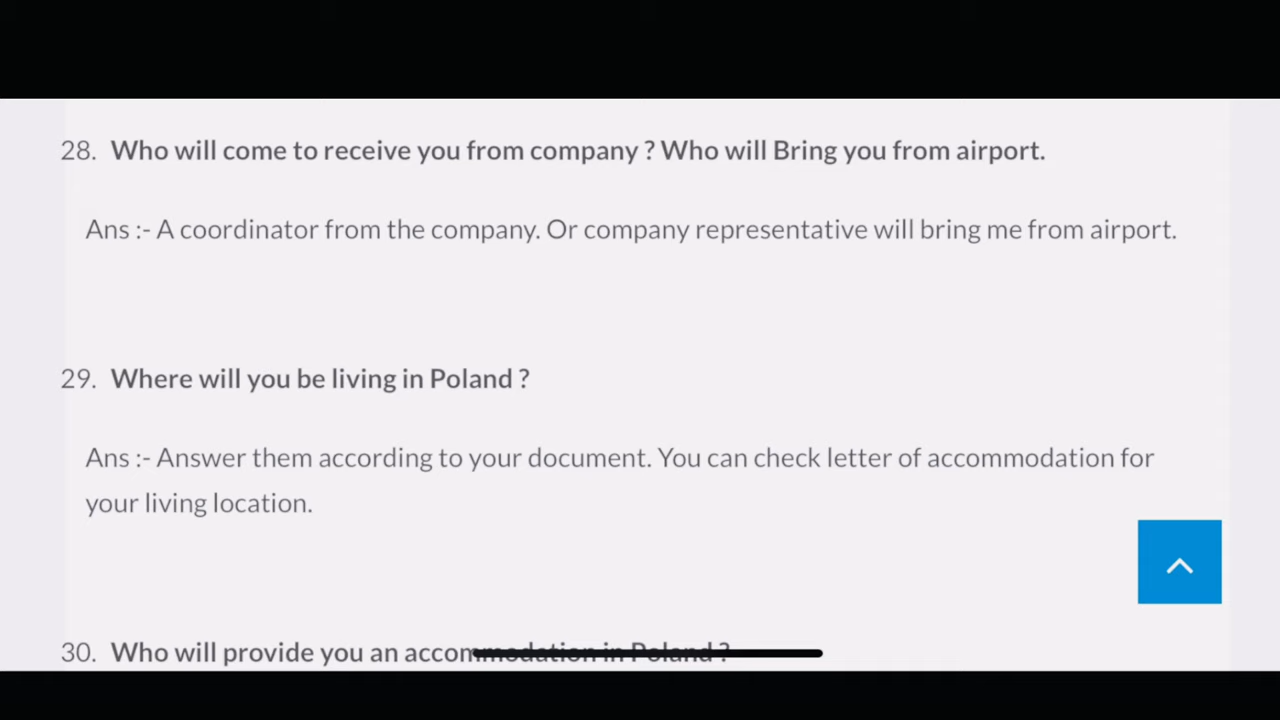 28. Who will come to receive you from company ? Who will Bring you from airport.
Ans :- A coordinator from the company. Or company representative will bring me from airport.
29. Where will you be living in Poland ?
Ans :- Answer them according to your document. You can check letter of accommodation for
your living location.
30. Who will provide you an accommodation in Poland ?